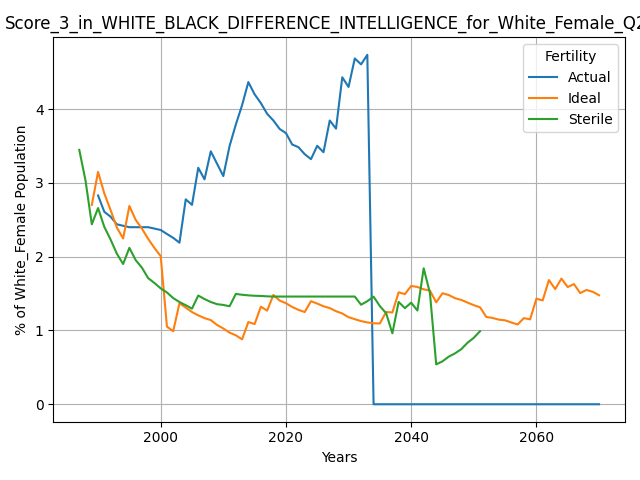 Score_3_in_WHITE_BLACK_DIFFERENCE_INTELLIGENCE_for_White_Female_Q2
Fertility
Actual
Ideal
Sterile
% of White_Female Population
4
3
2
1
0
2000 2020 2040 2060
Years